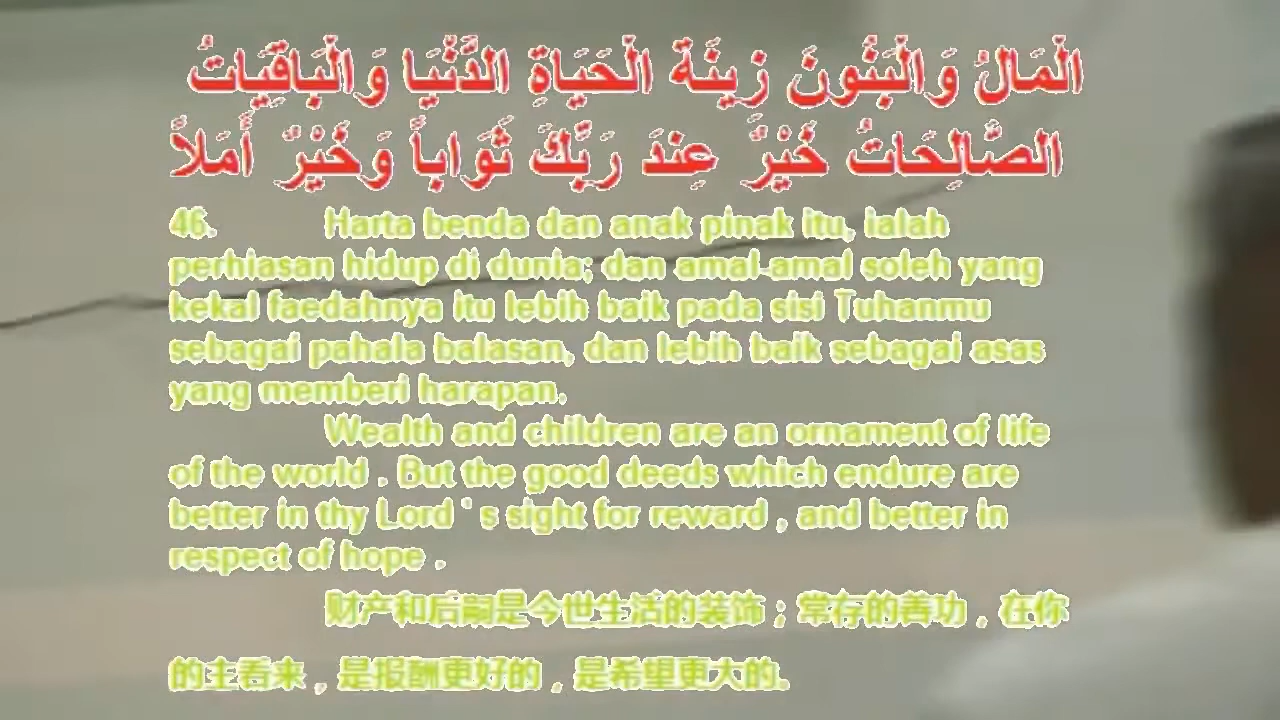 الْمَالُ وَالْبَنُونَ زِينَةُ الْحَيَاةِ الدُّنْيَا وَالْبَاقِيَاتُ
الصَّالِحَاتُ خَيْرٌ عِندَ رَبِّكَ ثَوَاباً وَخَيْرٌ أَمَلاً
46. Harta benda dan anak pinak itu, ialah
perhiasan hidup di dunia; dan amal-amal soleh yang
kekal faedahnya itu lebih baik pada sisi Tuhanmu
sebagai pahala balasan, dan lebih baik sebagai asas
yang memberi harapan.
Wealth and children are an ornament of life
of the world . But the good deeds which endure are
better in thy Lord ' s sight for reward , and better in
respect of hope .
财产和后嗣是今世生活的装饰；常存的善功，在你
的主看来，是报酬更好的，是希望更大的。